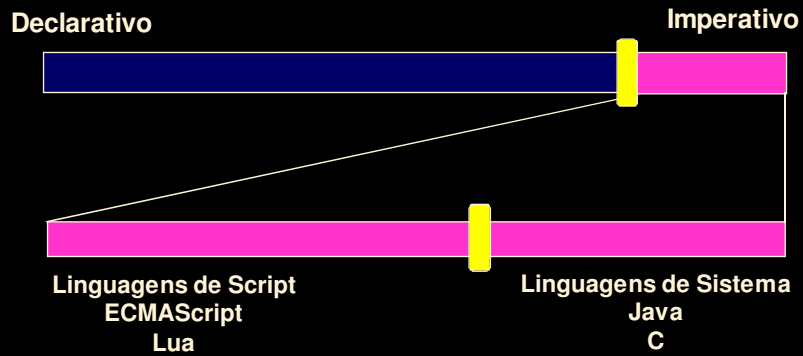 Declarativo
Imperativo
Linguagens de Script
ECMAScript
Lua
Linguagens de Sistema
Java
C